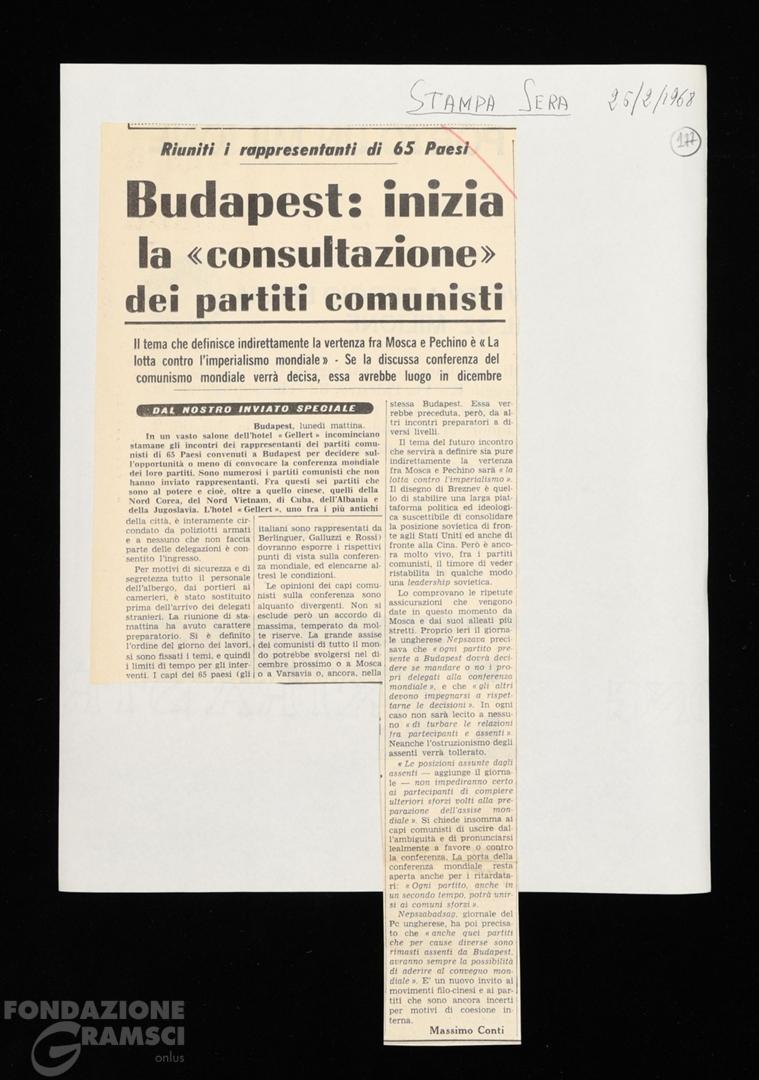 STAMPA SERA 25/2/1968
177
Riuniti i rappresentanti di 65 Paesi
Budapest: inizia
la «consultazione»
dei partiti comunisti
Il tema che definisce indirettamente la vertenza fra Mosca e Pechino è «La
lotta contro l'imperialismo mondiale» - Se la discussa conferenza del
comunismo mondiale verrà decisa, essa avrebbe luogo in dicembre
DAL NOSTRO INVIATO SPECIALE
Budapest, lunedì mattina.
In un vasto salone dell'hotel «Gellert» incominciano
stamane gli incontri dei rappresentanti dei partiti comu-
nisti di 65 Paesi convenuti a Budapest per decidere sul-
l'opportunità o meno di convocare la conferenza mondiale
dei loro partiti. Sono numerosi i partiti comunisti che non
hanno inviato rappresentanti. Fra questi sei partiti che
sono al potere e cioè, oltre a quello cinese, quelli della
Nord Corea, del Nord Vietnam, di Cuba, dell'Albania e
della Jugoslavia. L'hotel «Gellert», uno fra i più antichi
della città, è interamente cir-
condato da poliziotti armati
e a nessuno che non faccia
parte delle delegazioni è con-
sentito l'ingresso.
Per motivi di sicurezza e di
segretezza tutto il personale
dell'albergo, dai portieri ai
camerieri, è stato sostituito
prima dell'arrivo dei delegati
stranieri. La riunione di sta-
mattina ha avuto carattere
preparatorio. Si è definito
l'ordine del giorno dei lavori,
si sono fissati i temi, e quindi
i limiti di tempo per gli inter-
venti. I capi dei 65 paesi (gli
italiani sono rappresentati da
Berlinguer, Galluzzi e Rossi)
dovranno esporre i rispettivi
punti di vista sulla conferen-
za mondiale, ed elencarne al-
tresì le condizioni.
Le opinioni dei capi comu-
nisti sulla conferenza sono
alquanto divergenti. Non si
esclude però un accordo di
massima, temperato da mol-
te riserve. La grande assise
dei comunisti di tutto il mon-
do potrebbe svolgersi nel di-
cembre prossimo o a Mosca
o a Varsavia o, ancora, nella
stessa Budapest. Essa ver-
rebbe preceduta, però, da al-
tri incontri preparatori a di-
versi livelli.
Il tema del futuro incontro
che servirà a definire sia pure
indirettamente la vertenza
fra Mosca e Pechino sarà «la
lotta contro l'imperialismo».
Il disegno di Breznev è quel-
lo di stabilire una larga piat-
taforma politica ed ideologi-
ca suscettibile di consolidare
la posizione sovietica di fron-
te agli Stati Uniti ed anche di
fronte alla Cina. Però è anco-
ra molto vivo, fra i partiti
comunisti, il timore di veder
ristabilita in qualche modo
una leadership sovietica.
Lo comprovano le ripetute
assicurazioni che vengono
date in questo momento da
Mosca e dai suoi alleati più
stretti. Proprio ieri il giorna-
le ungherese Nepszava preci-
sava che «ogni partito pre-
sente a Budapest dovrà deci-
dere se mandare o no i pro-
pri delegati alla conferenza
mondiale», e che «gli altri
devono impegnarsi a rispet-
tarne le decisioni». In ogni
caso non sarà lecito a nessu-
no «di turbare le relazioni
fra partecipanti e assenti».
Neanche l'ostruzionismo degli
assenti verrà tollerato.
«Le posizioni assunte dagli
assenti — aggiunge il giorna-
le — non impediranno certo
ai partecipanti di compiere
ulteriori sforzi volti alla pre-
parazione dell'assise mon-
diale». Si chiede insomma ai
capi comunisti di uscire dal-
l'ambiguità e di pronunciarsi
lealmente a favore o contro
la conferenza. La porta della
conferenza mondiale resta
aperta anche per i ritardata-
ri: «Ogni partito, anche in
un secondo tempo, potrà unir-
si ai comuni sforzi».
Nepszabadsag, giornale del
Pc ungherese, ha poi precisa-
to che «anche quei partiti
che per cause diverse sono
rimasti assenti da Budapest,
avranno sempre la possibilità
di aderire al convegno mon-
diale». E' un nuovo invito ai
movimenti filo-cinesi e ai par-
titi che sono ancora incerti
per motivi di coesione in-
terna.
Massimo Conti
FONDAZIONE
GRAMSCI
onlus